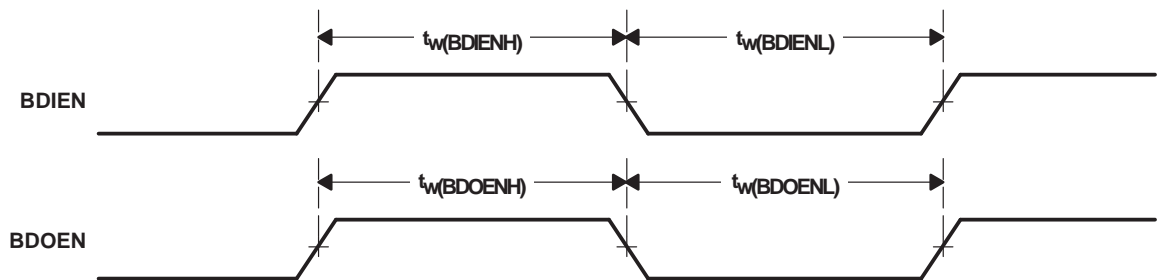 tw(BDIENH) tw(BDIENL)
BDIEN
tw(BDOENH) tw(BDOENL)
BDOEN